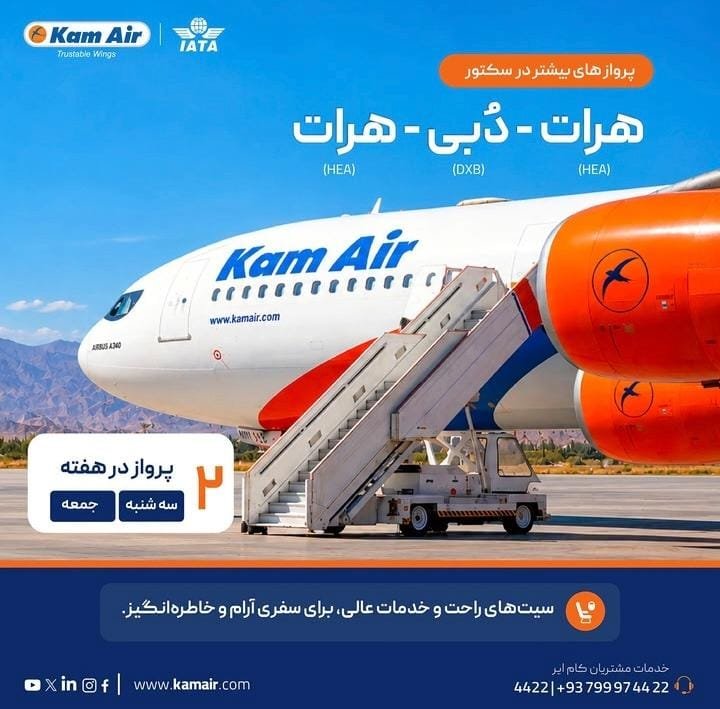 Kam Air
Trustable Wings
IATA
پرواز های بیشتر در سکتور
هرات - دُبی - هرات
(HEA) (DXB) (HEA)
Kam Air
www.kamair.com
AIRBUS A340
۲ پرواز در هفته
سه شنبه جمعه
سیت‌های راحت و خدمات عالی، برای سفری آرام و خاطره‌انگیز.
خدمات مشتریان کام ایر
4422 | +93 799 97 44 22
www.kamair.com